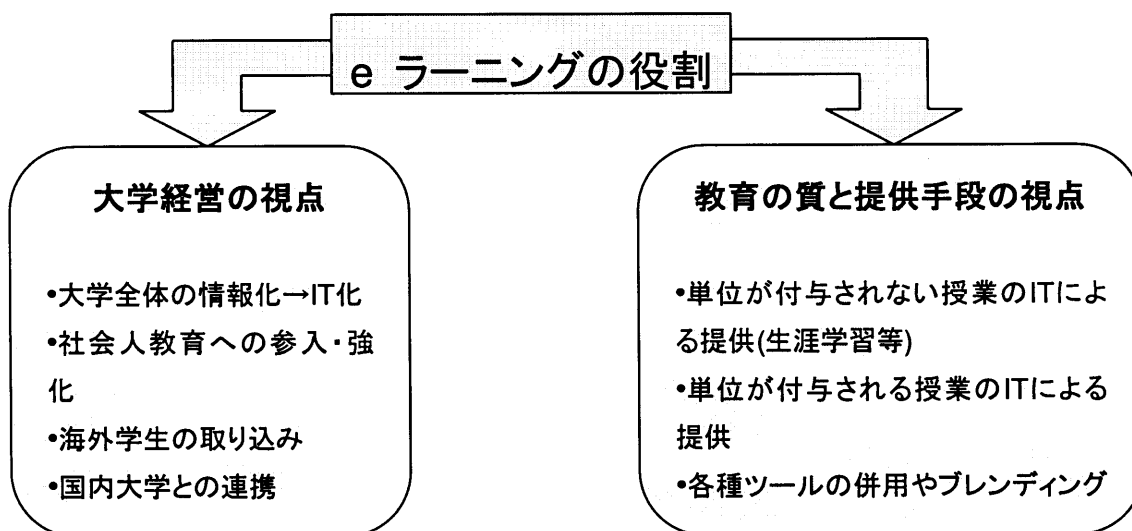 e ラーニングの役割
大学経営の視点
•大学全体の情報化→IT化
•社会人教育への参入・強
化
•海外学生の取り込み
•国内大学との連携
教育の質と提供手段の視点
•単位が付与されない授業のITによ
る提供(生涯学習等)
•単位が付与される授業のITによる
提供
•各種ツールの併用やブレンディング